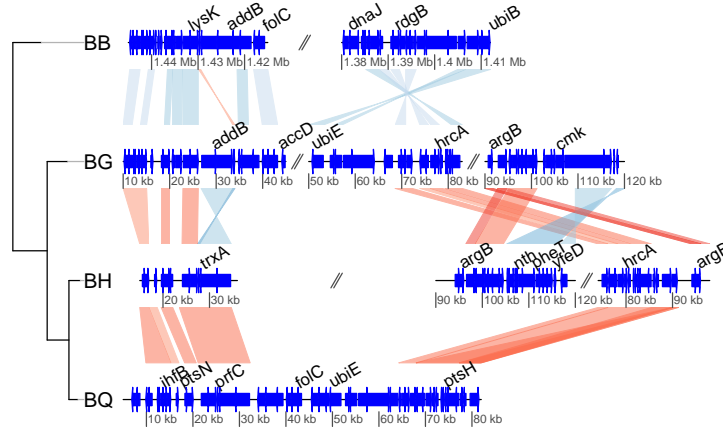 lysK addB folC dnaJ rdgB ubiB
BB
1.44 Mb 1.43 Mb 1.42 Mb 1.38 Mb 1.39 Mb 1.4 Mb 1.41 Mb
addB accD ubiE hrcA argB cmk
BG
10 kb 20 kb 30 kb 40 kb 50 kb 60 kb 70 kb 80 kb 90 kb 100 kb 110 kb 120 kb
trxA argB ntb pheT yfeD hrcA argB
BH
20 kb 30 kb 90 kb 100 kb 110 kb 120 kb 80 kb 90 kb
ihfB ptsN prfC folC ubiE ptsH
BQ
10 kb 20 kb 30 kb 40 kb 50 kb 60 kb 70 kb 80 kb